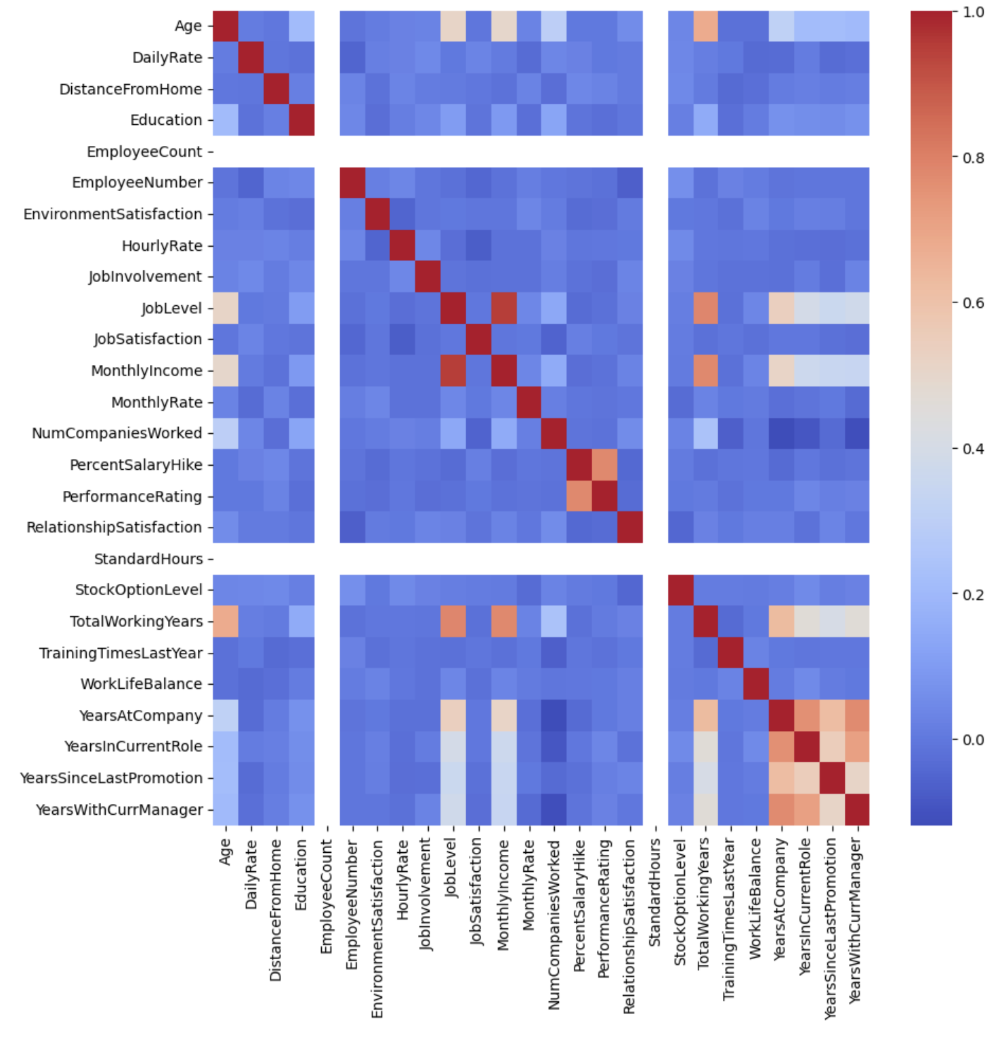 Age
DailyRate
DistanceFromHome
Education
EmployeeCount
EmployeeNumber
EnvironmentSatisfaction
HourlyRate
JobInvolvement
JobLevel
JobSatisfaction
MonthlyIncome
MonthlyRate
NumCompaniesWorked
PercentSalaryHike
PerformanceRating
RelationshipSatisfaction
StandardHours
StockOptionLevel
TotalWorkingYears
TrainingTimesLastYear
WorkLifeBalance
YearsAtCompany
YearsInCurrentRole
YearsSinceLastPromotion
YearsWithCurrManager
Age
DailyRate
DistanceFromHome
Education
EmployeeCount
EmployeeNumber
EnvironmentSatisfaction
HourlyRate
JobInvolvement
JobLevel
JobSatisfaction
MonthlyIncome
MonthlyRate
NumCompaniesWorked
PercentSalaryHike
PerformanceRating
RelationshipSatisfaction
StandardHours
StockOptionLevel
TotalWorkingYears
TrainingTimesLastYear
WorkLifeBalance
YearsAtCompany
YearsInCurrentRole
YearsSinceLastPromotion
YearsWithCurrManager
1.0
0.8
0.6
0.4
0.2
0.0